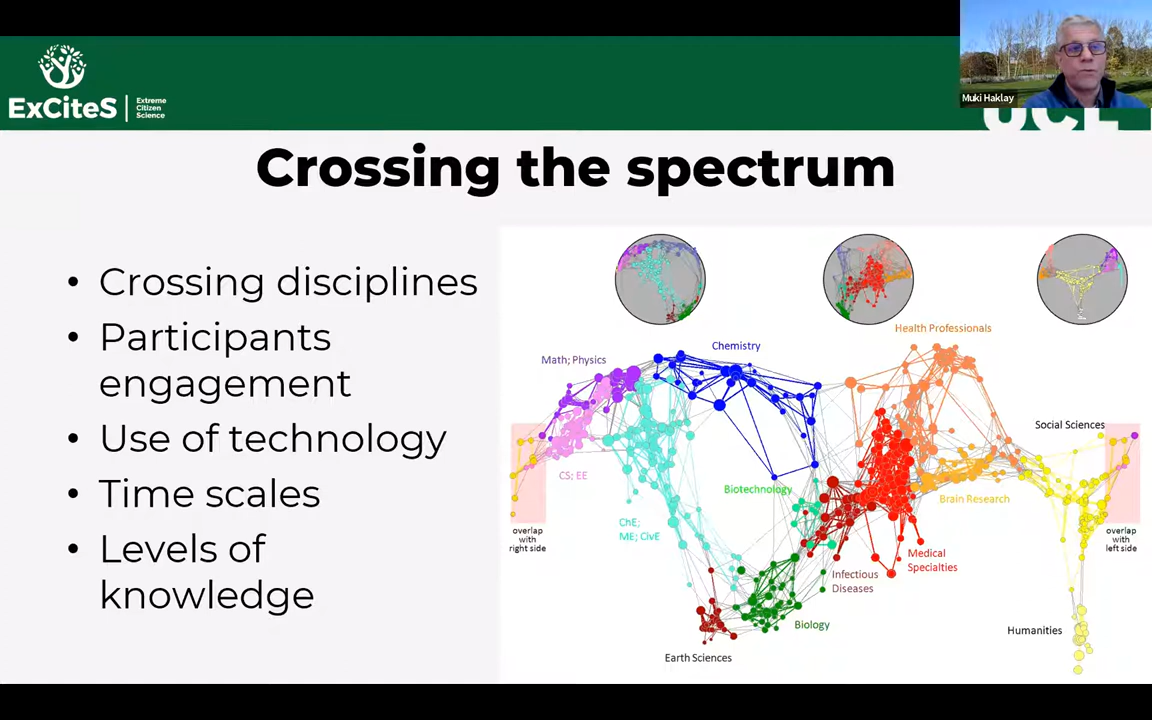 ExCiteS
Extreme
Citizen
Science
Muki Haklay
UCL
Crossing the spectrum
• Crossing disciplines
• Participants
engagement
• Use of technology
• Time scales
• Levels of
knowledge
Health Professionals
Chemistry
Math; Physics
Social Sciences
CS; EE
Biotechnology
Brain Research
ChE;
ME; CivE
overlap
with
right side
overlap
with
left side
Medical
Specialties
Infectious
Diseases
Biology
Humanities
Earth Sciences